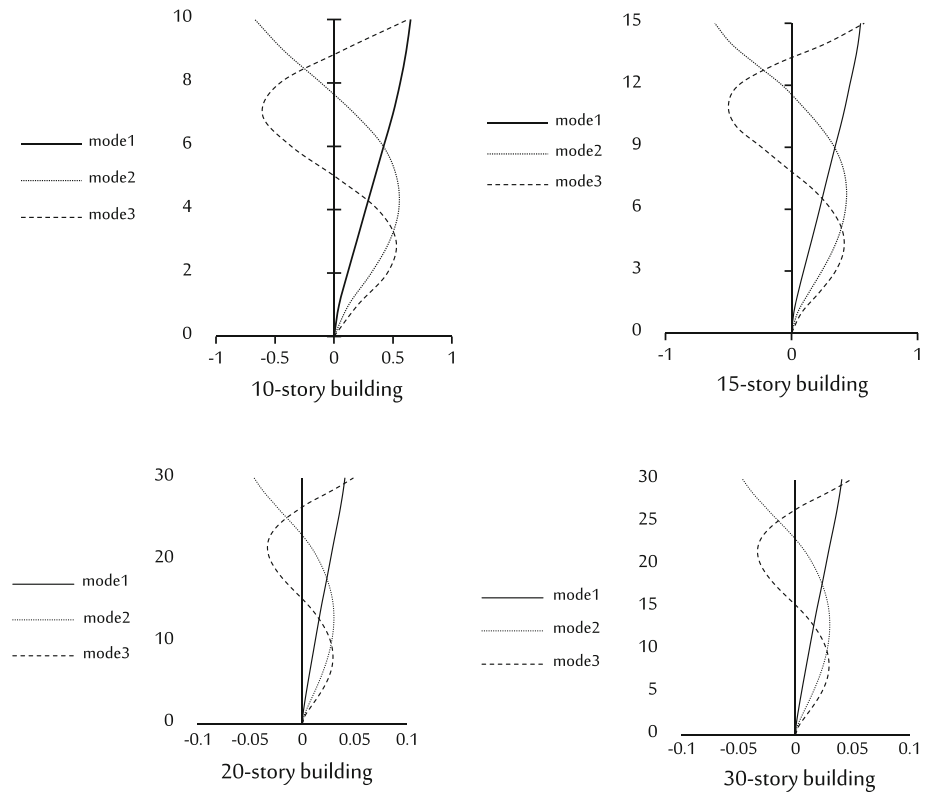 10
8
6
4
2
0
mode1
mode2
mode3
-1 -0.5 0 0.5 1
10-story building
15
12
9
6
3
0
mode1
mode2
mode3
-1 0 1
15-story building
30
20
10
0
mode1
mode2
mode3
-0.1 -0.05 0 0.05 0.1
20-story building
30
25
20
15
10
5
0
mode1
mode2
mode3
-0.1 -0.05 0 0.05 0.1
30-story building